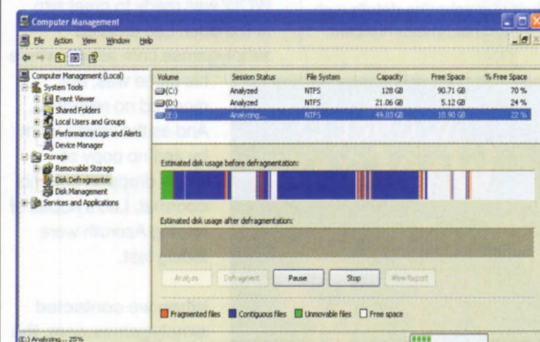 Computer Management
File Action View Window Help
Computer Management (Local)
System Tools
Event Viewer
Shared Folders
Local Users and Groups
Performance Logs and Alerts
Device Manager
Storage
Removable Storage
Disk Defragmenter
Disk Management
Services and Applications
Volume Session Status File System Capacity Free Space % Free Space
(C:) Analyzed NTFS 128 GB 90.71 GB 70 %
(D:) Analyzed NTFS 21.06 GB 5.12 GB 24 %
(E:) Analyzing... NTFS 49.03 GB 10.90 GB 22 %
Estimated disk usage before defragmentation:
Estimated disk usage after defragmentation:
Analyze Defragment Pause Stop View Report
Fragmented files Contiguous files Unmovable files Free space
(E:) Analyzing... 25%